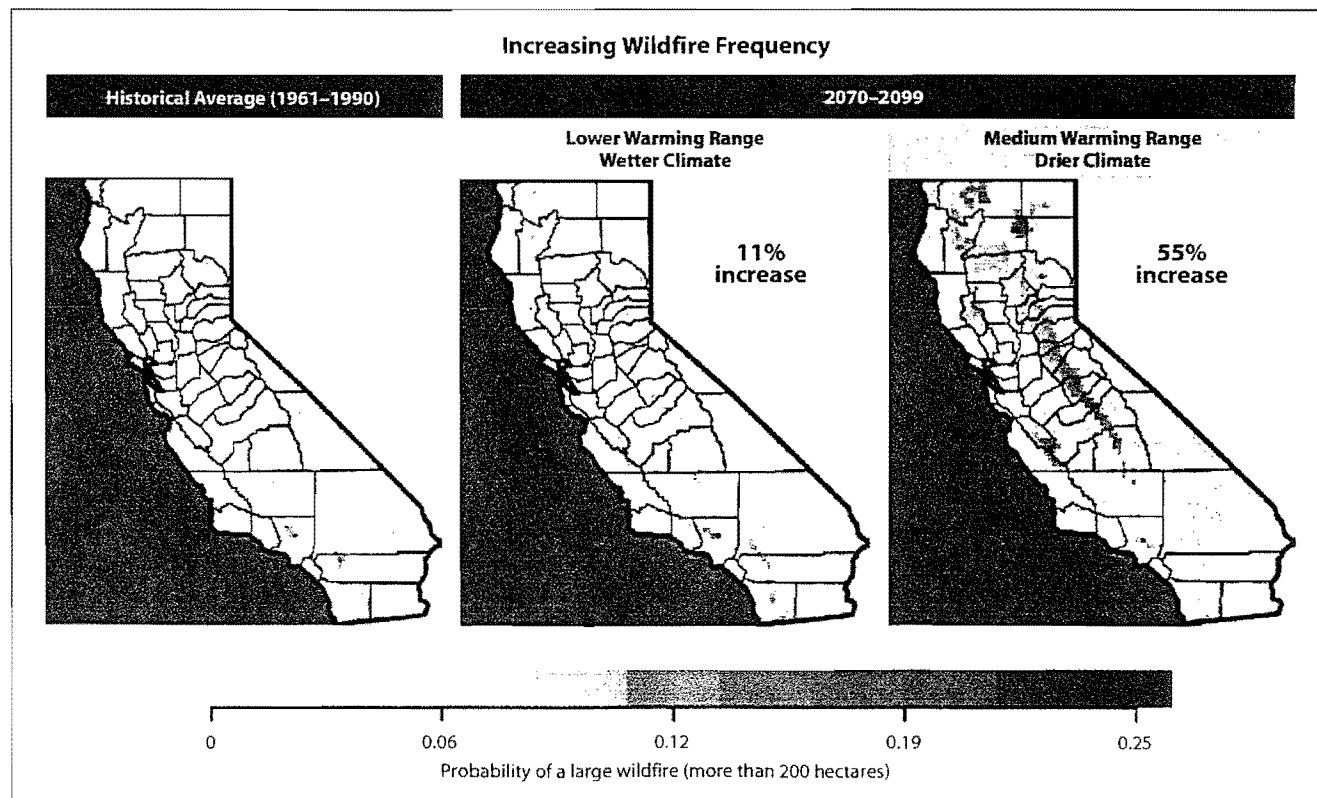 Increasing Wildfire Frequency
Historical Average (1961–1990)
2070–2099
Lower Warming Range
Wetter Climate
Medium Warming Range
Drier Climate
11%
increase
55%
increase
0
0.06
0.12
0.19
0.25
Probability of a large wildfire (more than 200 hectares)